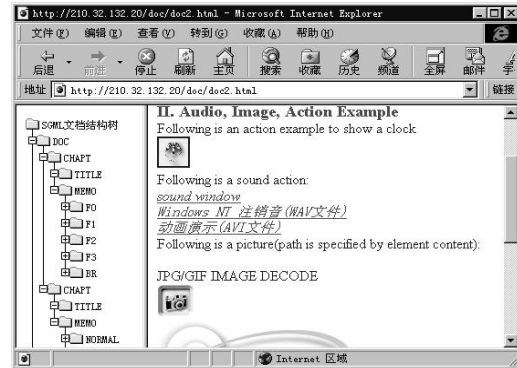 http://210.32.132.20/doc/doc2.html - Microsoft Internet Explorer
文件(F) 编辑(E) 查看(V) 转到(G) 收藏(A) 帮助(H)
后退 前进 停止 刷新 主页 搜索 收藏 历史 频道 全屏 邮件 字
地址 http://210.32.132.20/doc/doc2.html 链接
SGML文档结构树
DOC
CHAPT
TITLE
MEMO
F0
F1
F2
F3
BR
CHAPT
TITLE
MEMO
NORMAL
II. Audio, Image, Action Example
Following is an action example to show a clock
Following is a sound action:
sound window
Windows NT 注销音(WAV文件)
动画演示(AVI文件)
Following is a picture(path is specified by element content):
JPG/GIF IMAGE DECODE
Internet 区域